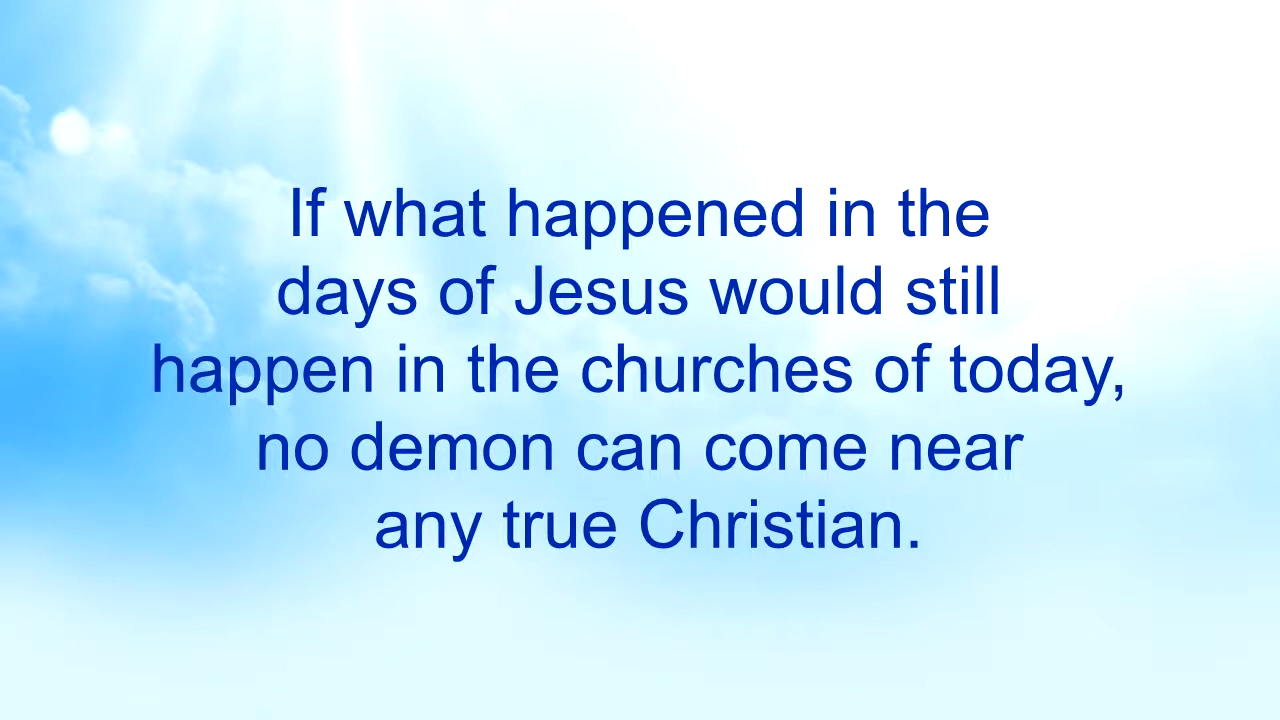 If what happened in the
days of Jesus would still
happen in the churches of today,
no demon can come near
any true Christian.